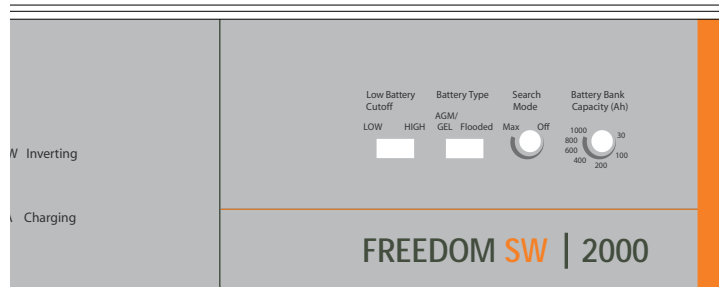 Low Battery
Cutoff
Battery Type
Search
Mode
Battery Bank
Capacity (Ah)
LOW HIGH
AGM/
GEL Flooded
Max Off
1000
800
600
400
200
100
30
W Inverting
Charging
FREEDOM SW | 2000